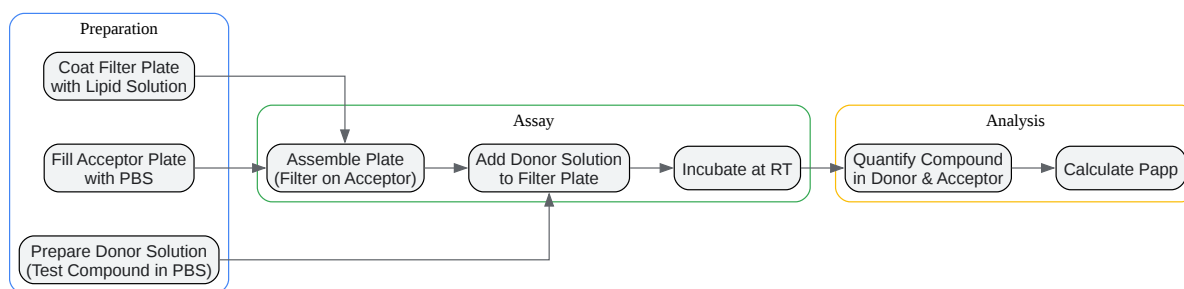 Preparation
Coat Filter Plate
with Lipid Solution
Fill Acceptor Plate
with PBS
Prepare Donor Solution
(Test Compound in PBS)
Assay
Assemble Plate
(Filter on Acceptor)
Add Donor Solution
to Filter Plate
Incubate at RT
Analysis
Quantify Compound
in Donor & Acceptor
Calculate Papp